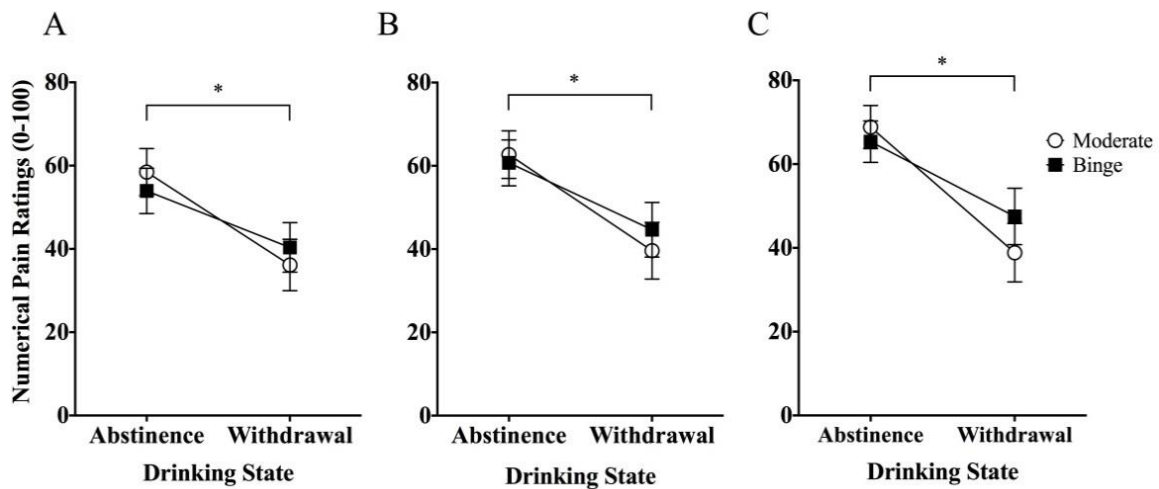 A
B
C
Numerical Pain Ratings (0-100)
80
60
40
20
0
*
Abstinence Withdrawal
Drinking State
80
60
40
20
0
*
Abstinence Withdrawal
Drinking State
80
60
40
20
0
*
Abstinence Withdrawal
Drinking State
Moderate
Binge